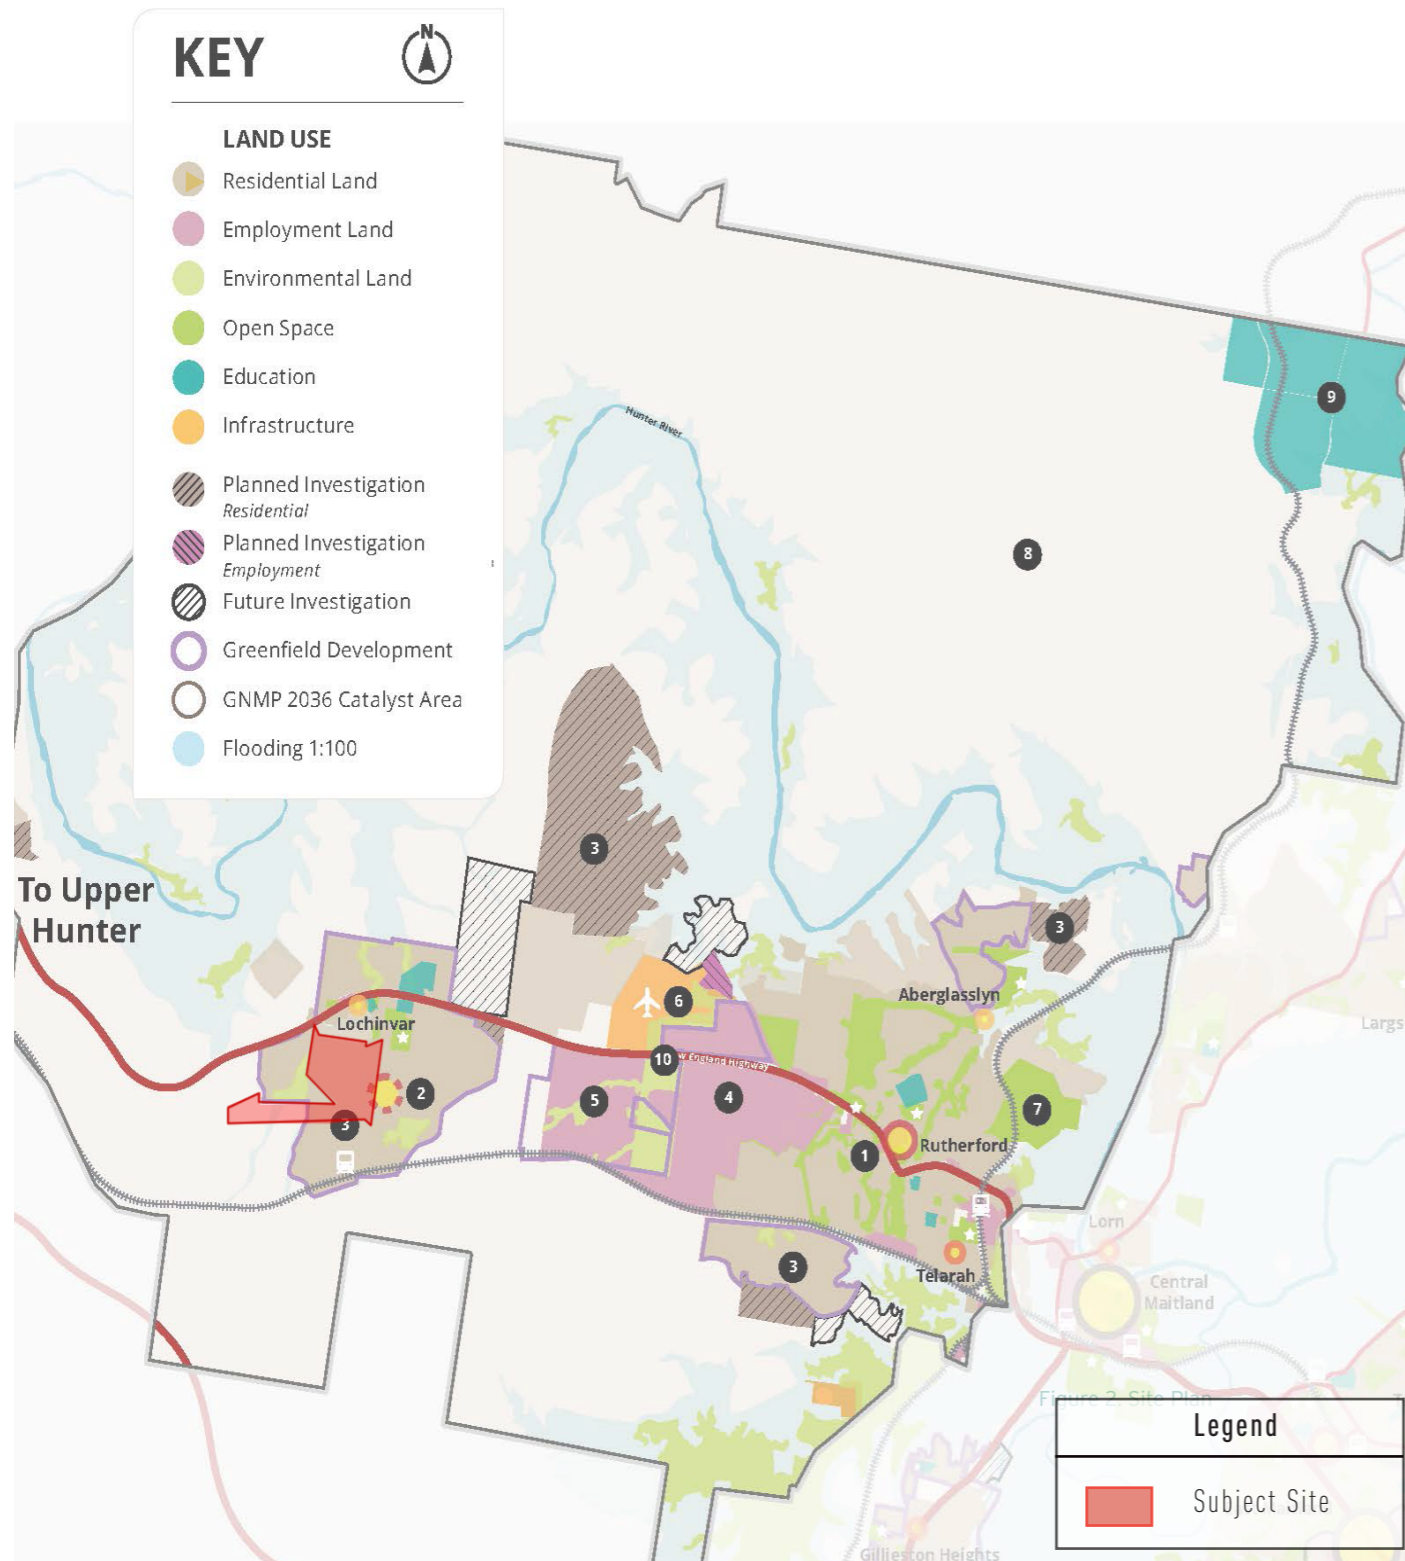 KEY
N
LAND USE
Residential Land
Employment Land
Environmental Land
Open Space
Education
Infrastructure
Planned Investigation
Residential
Planned Investigation
Employment
Future Investigation
Greenfield Development
GNMP 2036 Catalyst Area
Flooding 1:100
Hunter River
9
8
3
To Upper
Hunter
3
Aberglasslyn
6
Lochinvar
Largs
10
England Highway
2
5
4
7
3
1
Rutherford
Lorn
3
Telarah
Central
Maitland
Figure 2. Site Plan
Legend
Subject Site
Gillieston Heights